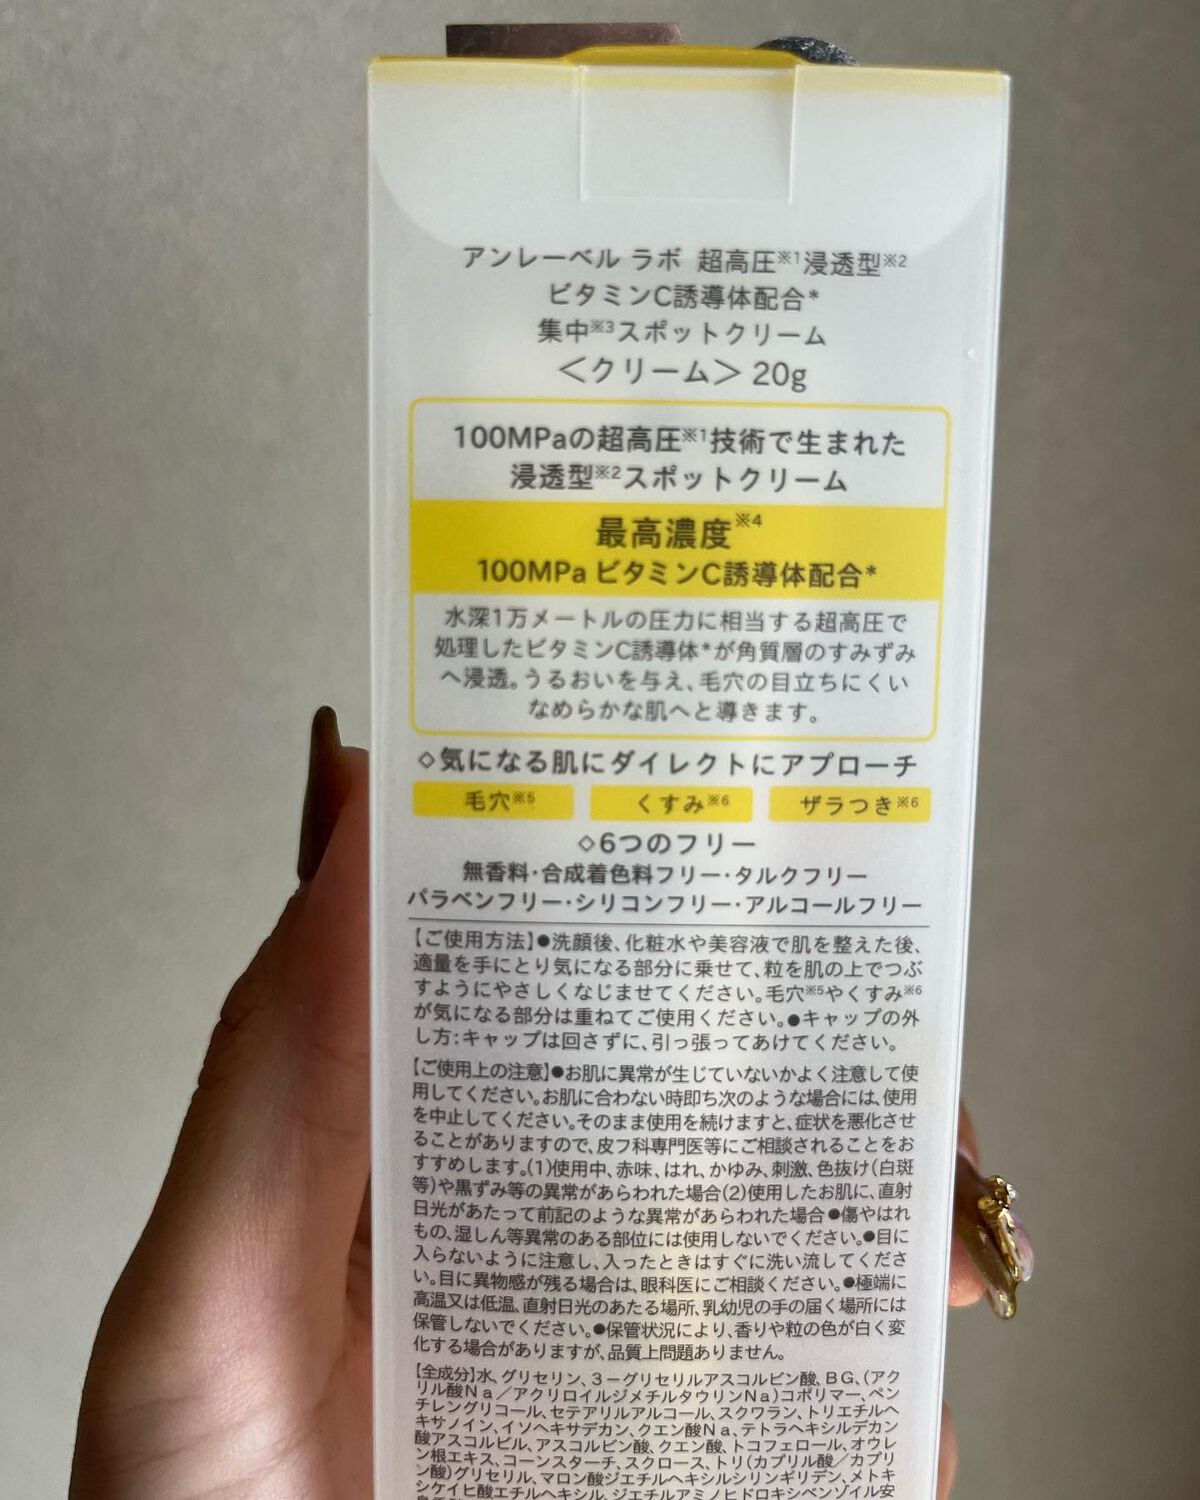 アンレーベル ラボ 超高圧※1浸透型※2
ビタミンC誘導体配合*
集中※3スポットクリーム
＜クリーム＞20g
100MPaの超高圧※1技術で生まれた
浸透型※2スポットクリーム
最高濃度※4
100MPa ビタミンC誘導体配合*
水深1万メートルの圧力に相当する超高圧で
処理したビタミンC誘導体*が角質層のすみずみ
へ浸透。うるおいを与え、毛穴の目立ちにくい
なめらかな肌へと導きます。
◇気になる肌にダイレクトにアプローチ
毛穴※5 くすみ※6 ザラつき※6
◇6つのフリー
無香料・合成着色料フリー・タルクフリー
パラベンフリー・シリコンフリー・アルコールフリー
【ご使用方法】●洗顔後、化粧水や美容液で肌を整えた後、
適量を手にとり気になる部分に乗せて、粒を肌の上でつぶ
すようにやさしくなじませてください。毛穴※5やくすみ※6
が気になる部分は重ねてご使用ください。●キャップの外
し方：キャップは回さずに、引っ張ってあけてください。
【ご使用上の注意】●お肌に異常が生じていないかよく注意して使
用してください。お肌に合わない時即ち次のような場合には、使用
を中止してください。そのまま使用を続けますと、症状を悪化させ
ることがありますので、皮フ科専門医等にご相談されることをお
すすめします。(1)使用中、赤味、はれ、かゆみ、刺激、色抜け(白斑
等)や黒ずみ等の異常があらわれた場合(2)使用したお肌に、直射
日光があたって前記のような異常があらわれた場合●傷やはれ
もの、湿しん等異常のある部位には使用しないでください。●目に
入らないように注意し、入ったときはすぐに洗い流してくださ
い。目に異物感が残る場合は、眼科医にご相談ください。●極端に
高温又は低温、直射日光のあたる場所、乳幼児の手の届く場所には
保管しないでください。●保管状況により、香りや粒の色が白く変
化する場合がありますが、品質上問題ありません。
【全成分】水、グリセリン、3－グリセリルアスコルビン酸、BG、(アク
リル酸Na／アクリロイルジメチルタウリンNa)コポリマー、ペン
チレングリコール、セテアリルアルコール、スクワラン、トリエチルヘ
キサノイン、イソヘキサデカン、クエン酸Na、テトラヘキシルデカン
酸アスコルビル、アスコルビン酸、クエン酸、トコフェロール、オウレ
ン根エキス、コーンスターチ、スクロース、トリ(カプリル酸／カプリ
ン酸)グリセリル、マロン酸ジエチルヘキシルシリンギリデン、メトキ
シケイヒ酸エチルヘキシル、ジエチルアミノヒドロキシベンゾイル安